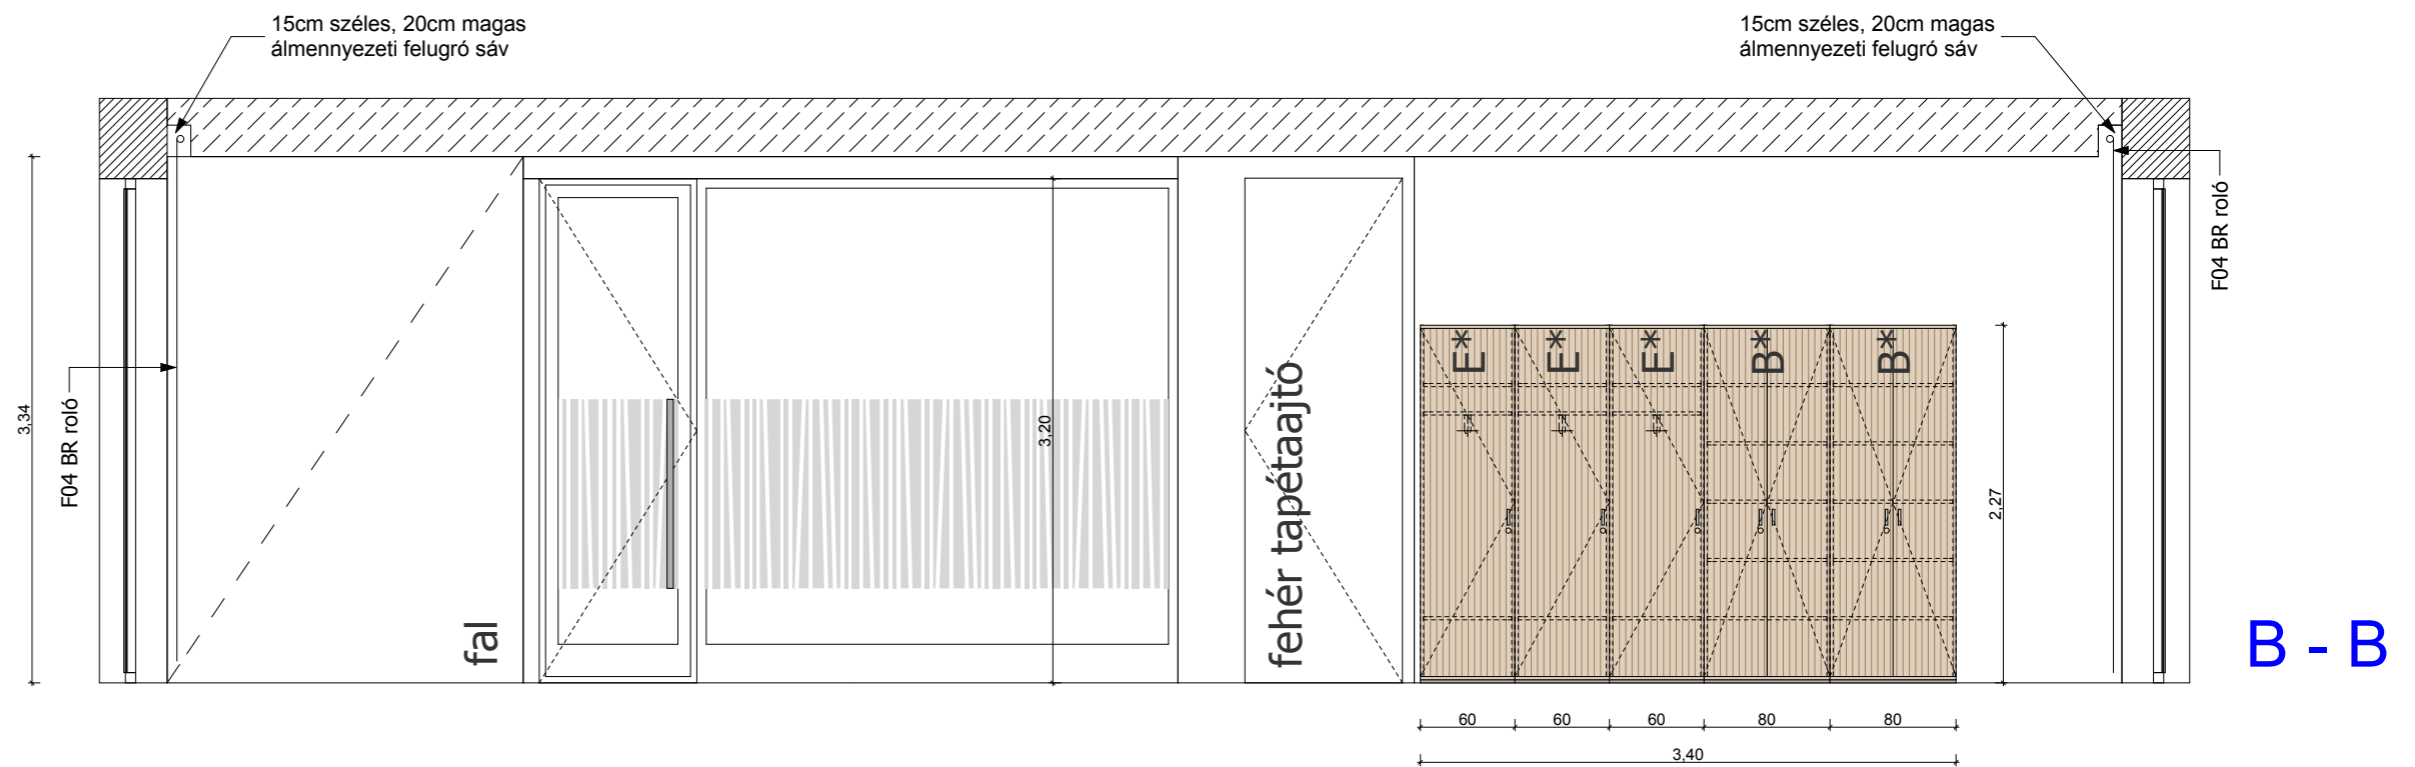 15cm széles, 20cm magas
álmennyezeti felugró sáv
15cm széles, 20cm magas
álmennyezeti felugró sáv
3,34
F04 BR roló
fal
3,20
fehér tapétaajtó
E*
E*
E*
B*
B*
2,27
F04 BR roló
B - B
60
60
60
80
80
3,40